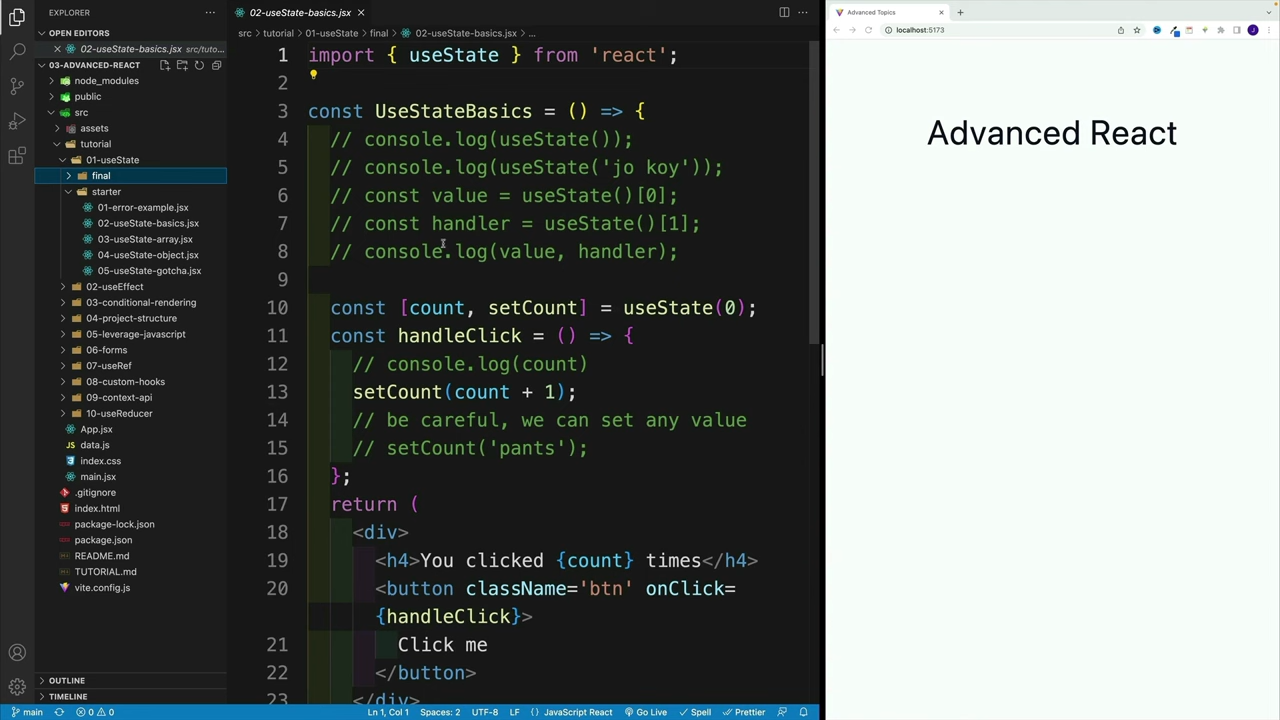 EXPLORER
OPEN EDITORS
02-useState-basics.jsx src/tuto...
03-ADVANCED-REACT
node_modules
public
src
assets
tutorial
01-useState
final
starter
01-error-example.jsx
02-useState-basics.jsx
03-useState-array.jsx
04-useState-object.jsx
05-useState-gotcha.jsx
02-useEffect
03-conditional-rendering
04-project-structure
05-leverage-javascript
06-forms
07-useRef
08-custom-hooks
09-context-api
10-useReducer
App.jsx
data.js
index.css
main.jsx
.gitignore
index.html
package-lock.json
package.json
README.md
TUTORIAL.md
vite.config.js
OUTLINE
TIMELINE
02-useState-basics.jsx
src > tutorial > 01-useState > final > 02-useState-basics.jsx > ...
1 import { useState } from 'react';
2
3 const UseStateBasics = () => {
4 // console.log(useState());
5 // console.log(useState('jo koy'));
6 // const value = useState()[0];
7 // const handler = useState()[1];
8 // console.log(value, handler);
9
10 const [count, setCount] = useState(0);
11 const handleClick = () => {
12 // console.log(count)
13 setCount(count + 1);
14 // be careful, we can set any value
15 // setCount('pants');
16 };
17 return (
18 <div>
19 <h4>You clicked {count} times</h4>
20 <button className='btn' onClick=
{handleClick}>
21 Click me
22 </button>
23 </div>
main 0 0 Ln 1, Col 1 Spaces: 2 UTF-8 LF JavaScript React Go Live Spell Prettier
Advanced Topics
localhost:5173
J
Advanced React